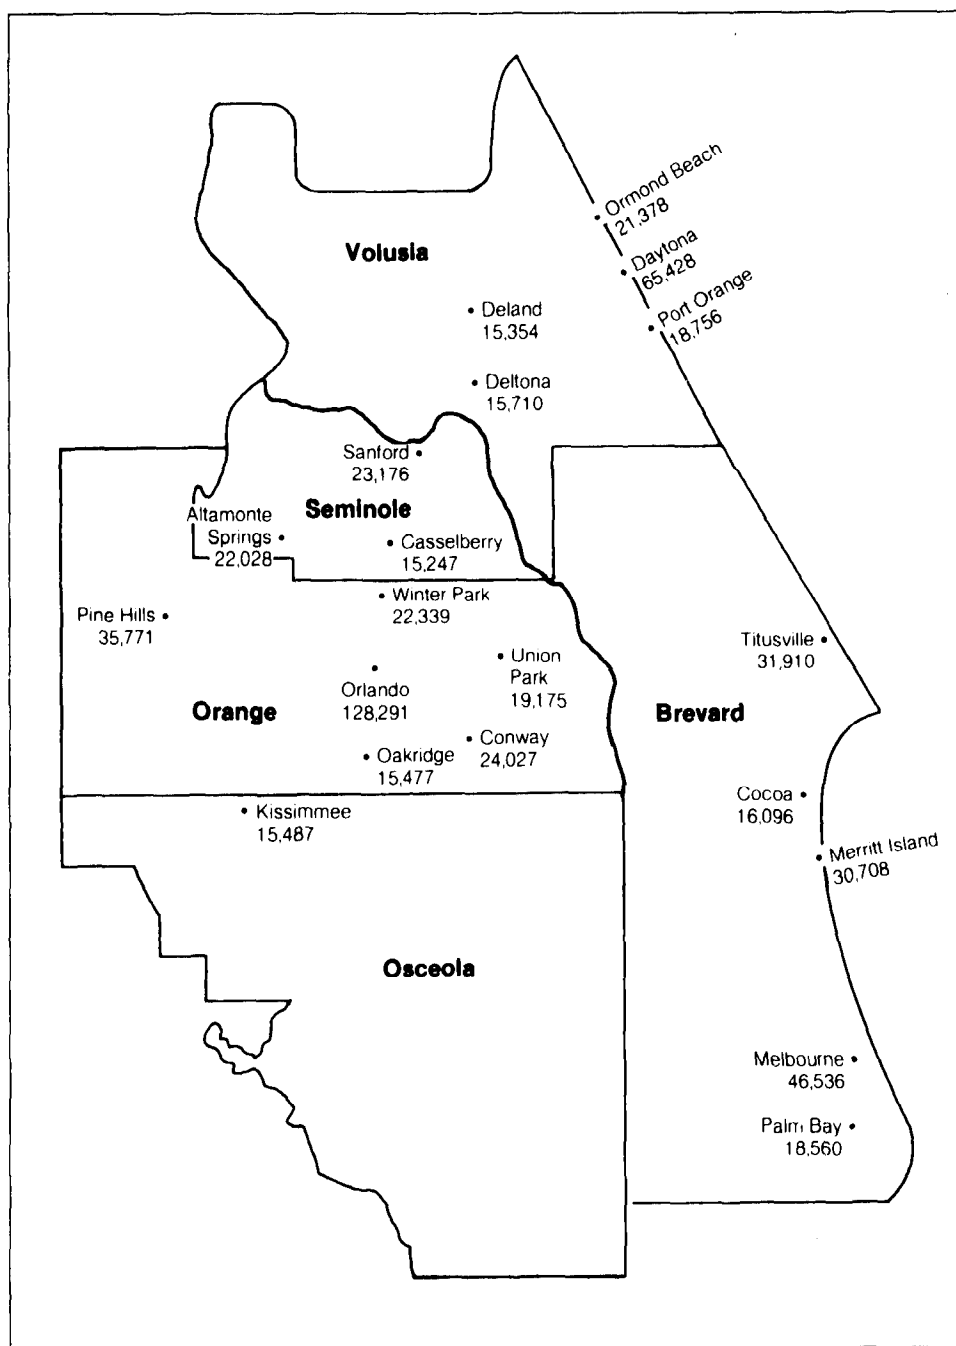 Ormond Beach
21,378
Daytona
65,428
Port Orange
18,756
Volusia
Deland
15,354
Deltona
15,710
Sanford
23,176
Seminole
Altamonte
Springs
22,028
Casselberry
15,247
Winter Park
22,339
Pine Hills
35,771
Union
Park
19,175
Orlando
128,291
Orange
Conway
24,027
Oakridge
15,477
Titusville
31,910
Brevard
Cocoa
16,096
Merritt Island
30,708
Kissimmee
15,487
Osceola
Melbourne
46,536
Palm Bay
18,560